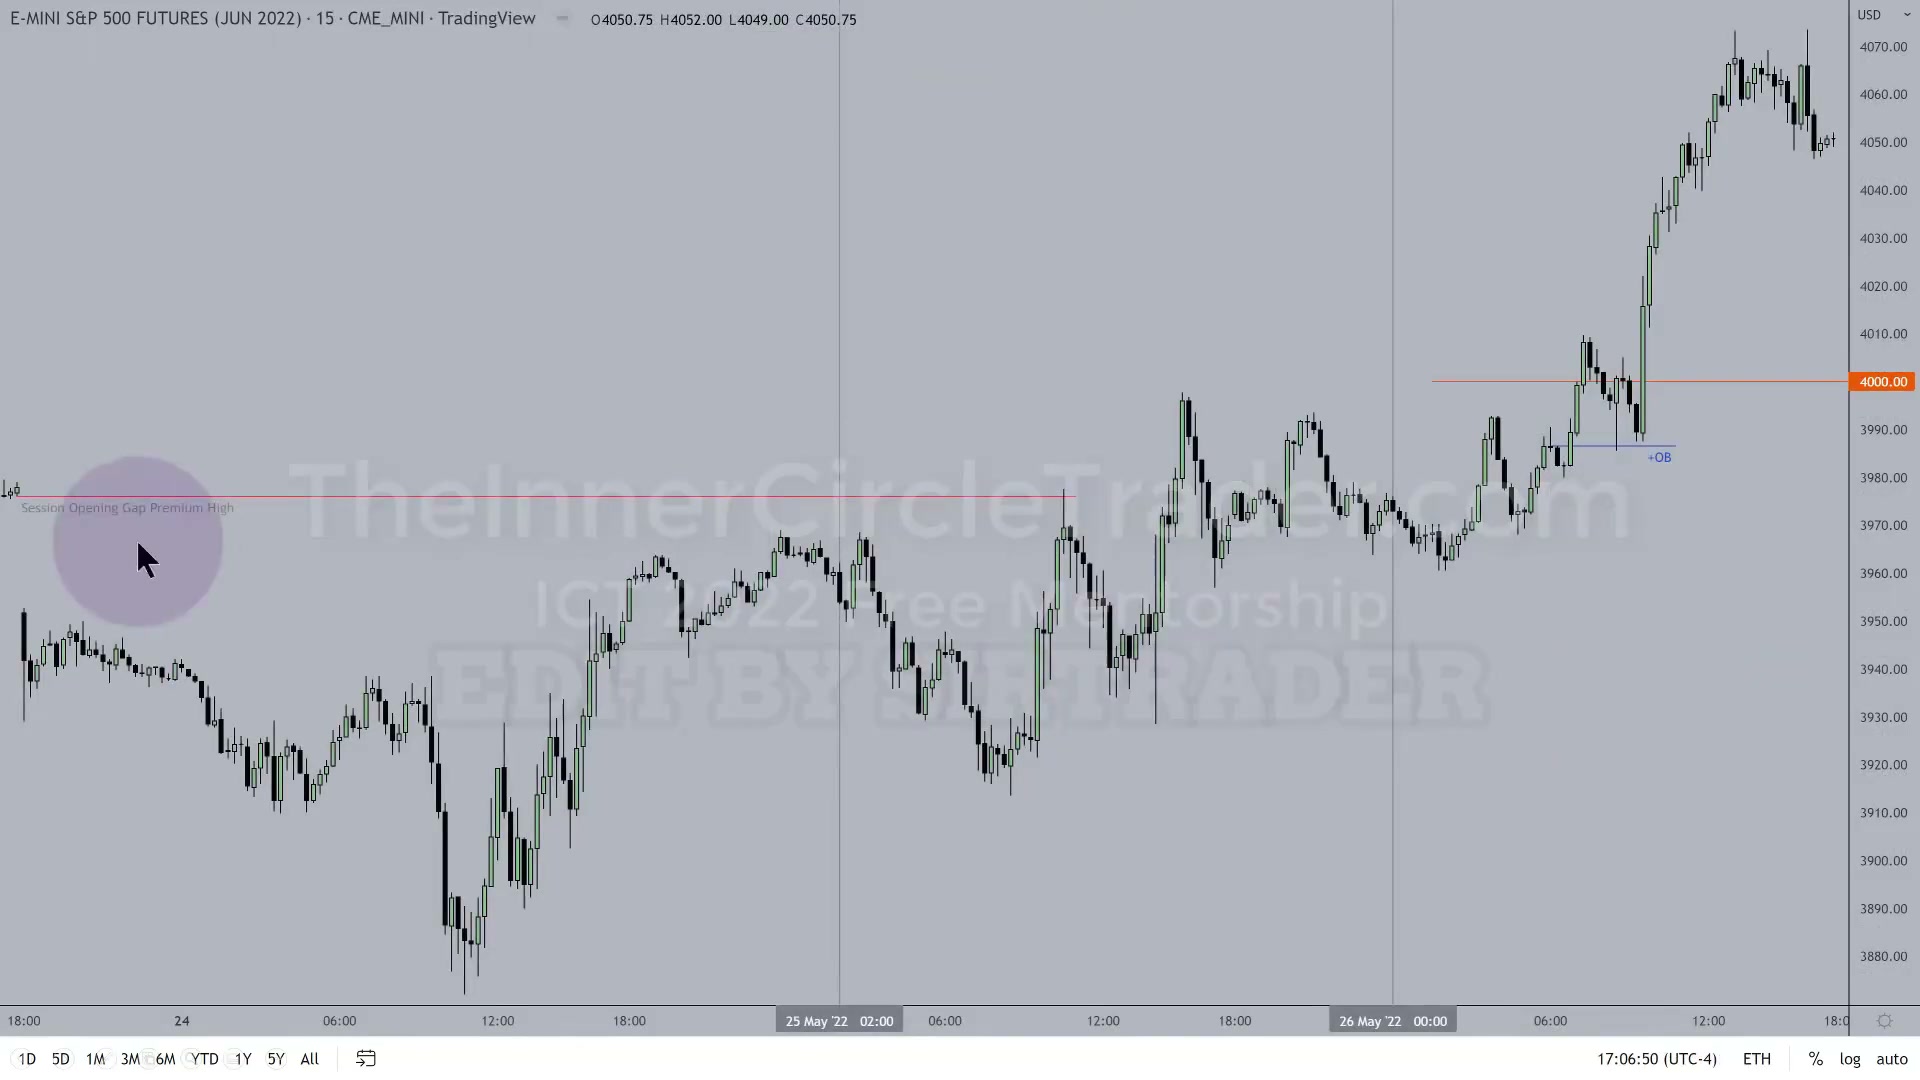 E-MINI S&P 500 FUTURES (JUN 2022) · 15 · CME_MINI · TradingView O4050.75 H4052.00 L4049.00 C4050.75
USD
4070.00
4060.00
4050.00
4040.00
4030.00
4020.00
4010.00
4000.00
3990.00
+OB
3980.00
Session Opening Gap Premium High
TheInnerCircleTrader.com
3970.00
3960.00
ICT 2022 Free Mentorship
3950.00
3940.00
EDIT BY
3930.00
3920.00
3910.00
3900.00
3890.00
3880.00
18:00 24 06:00 12:00 18:00 25 May '22 02:00 06:00 12:00 18:00 26 May '22 00:00 06:00 12:00 18:0
1D 5D 1M 3M 6M YTD 1Y 5Y All 17:06:50 (UTC-4) ETH % log auto